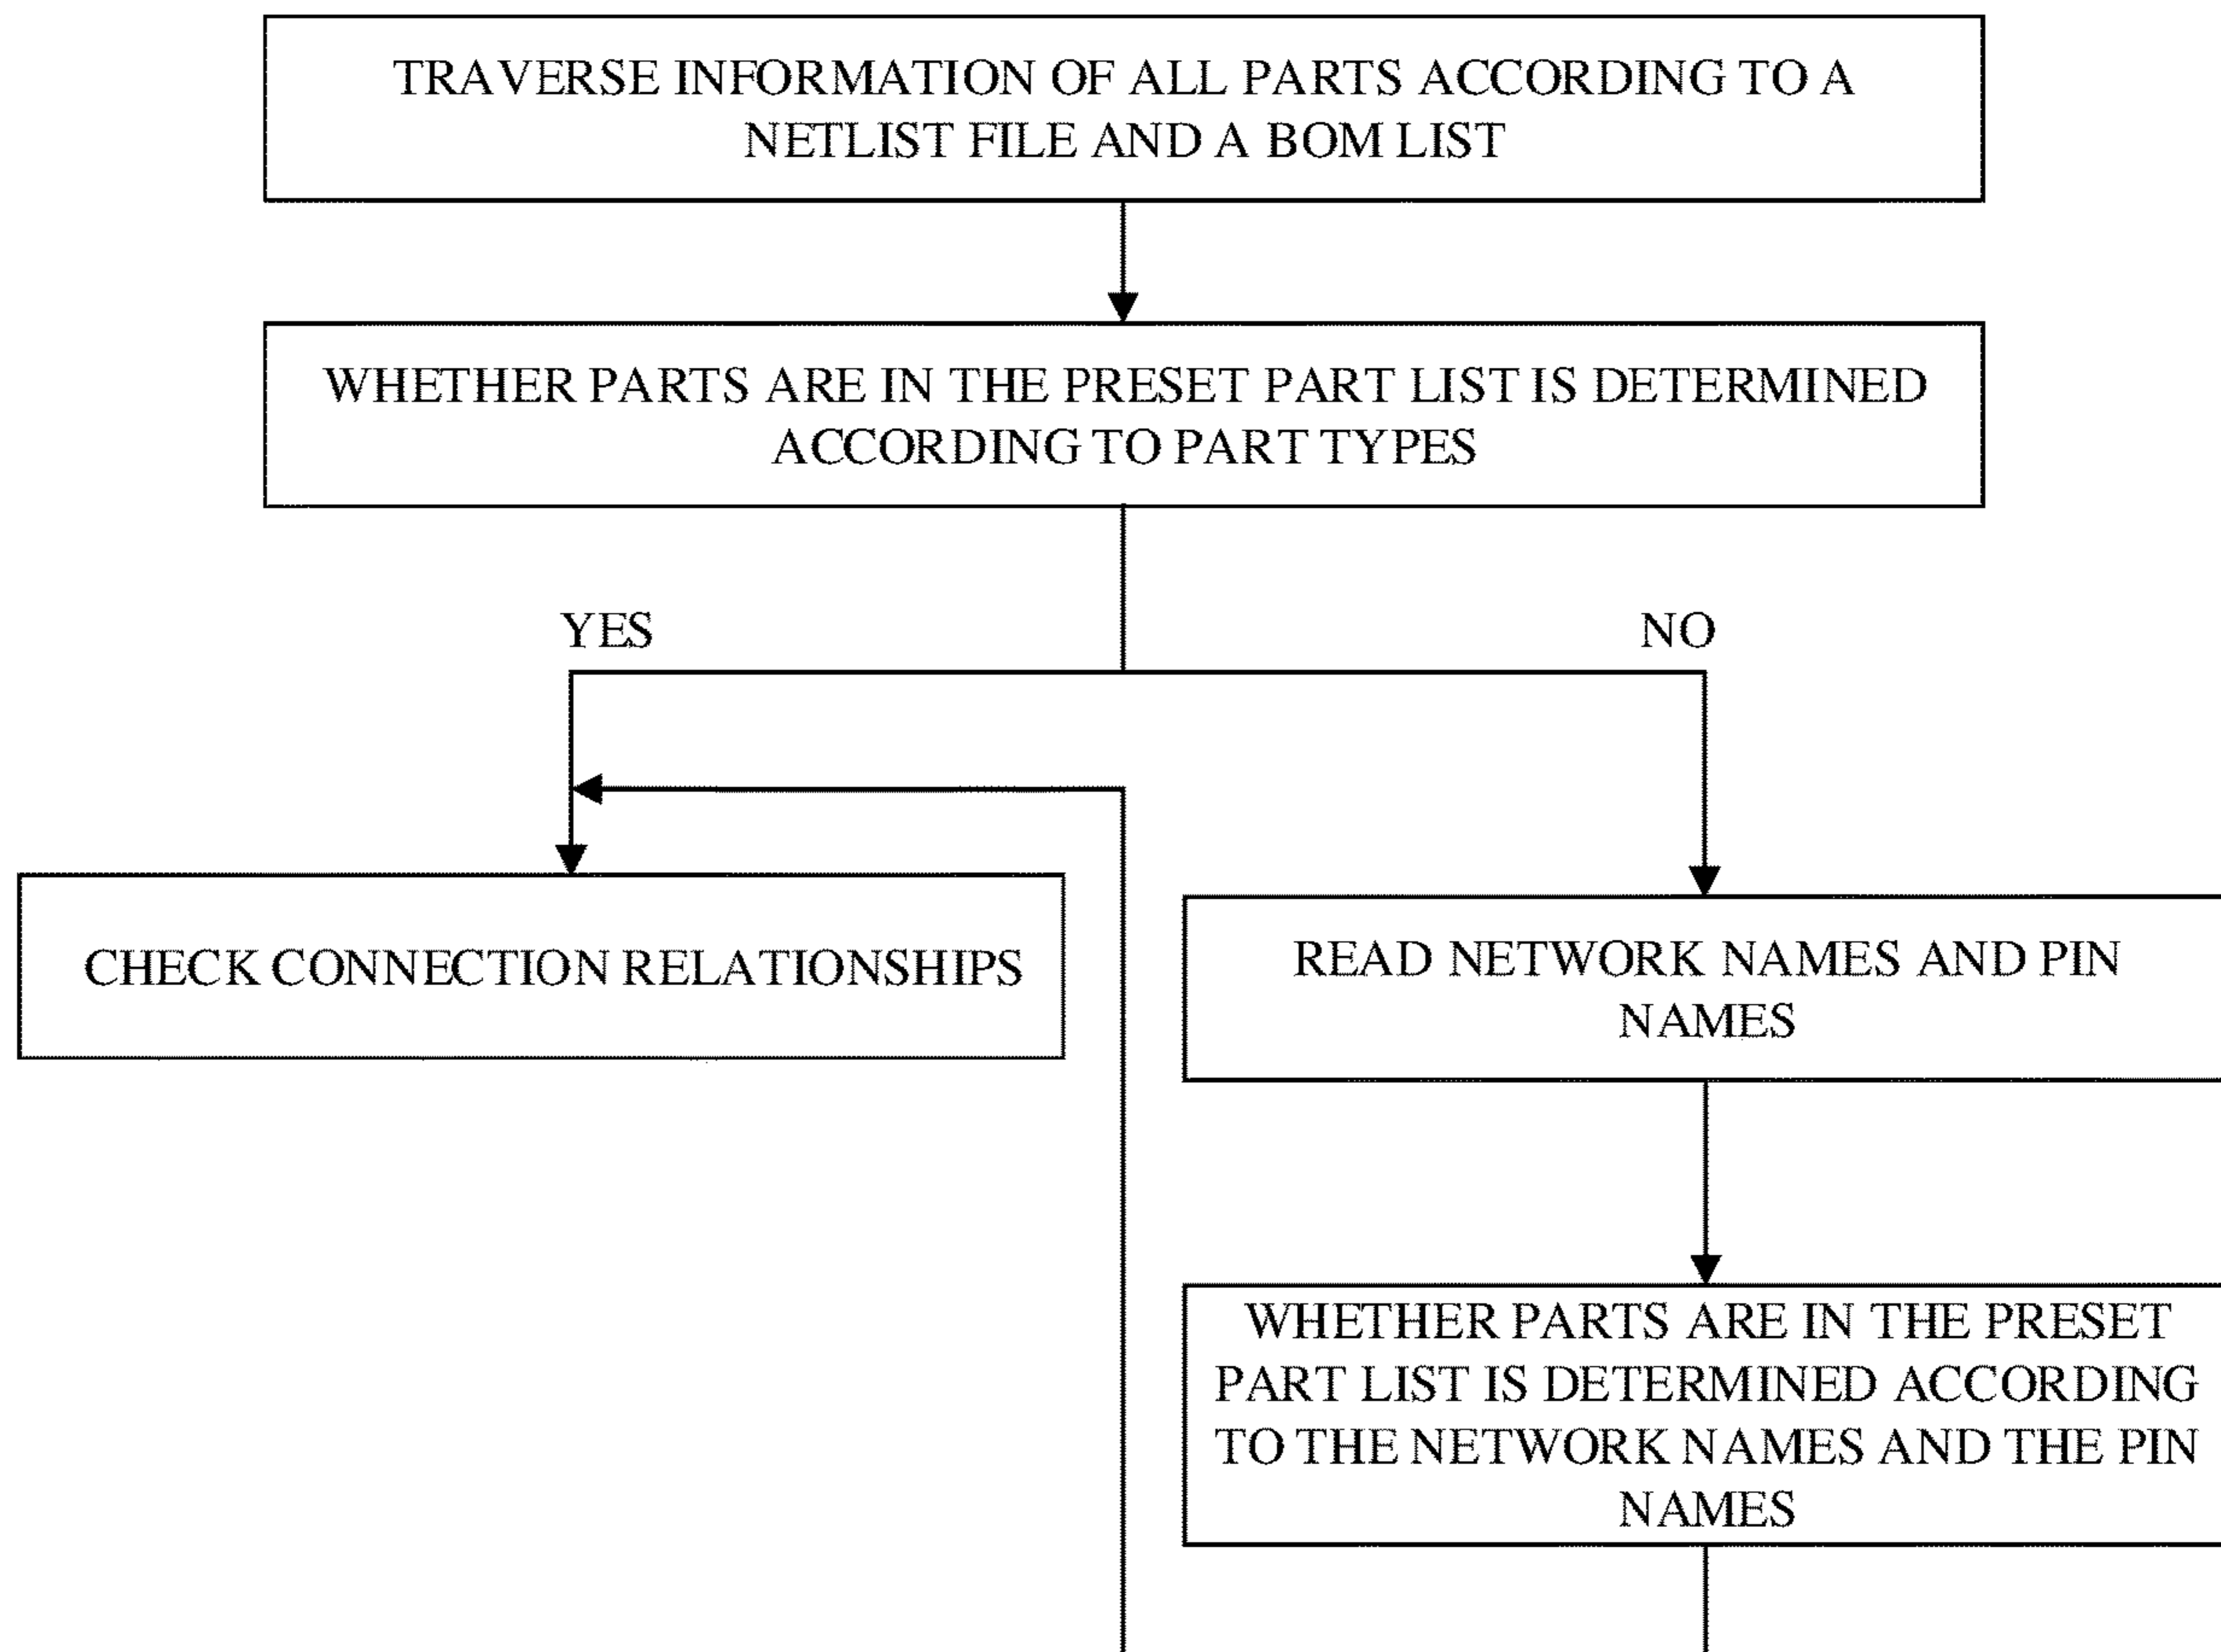 TRAVERSE INFORMATION OF ALL PARTS ACCORDING TO A
NETLIST FILE AND A BOM LIST
WHETHER PARTS ARE IN THE PRESET PART LIST IS DETERMINED
ACCORDING TO PART TYPES
YES
NO
CHECK CONNECTION RELATIONSHIPS
READ NETWORK NAMES AND PIN
NAMES
WHETHER PARTS ARE IN THE PRESET
PART LIST IS DETERMINED ACCORDING
TO THE NETWORK NAMES AND THE PIN
NAMES